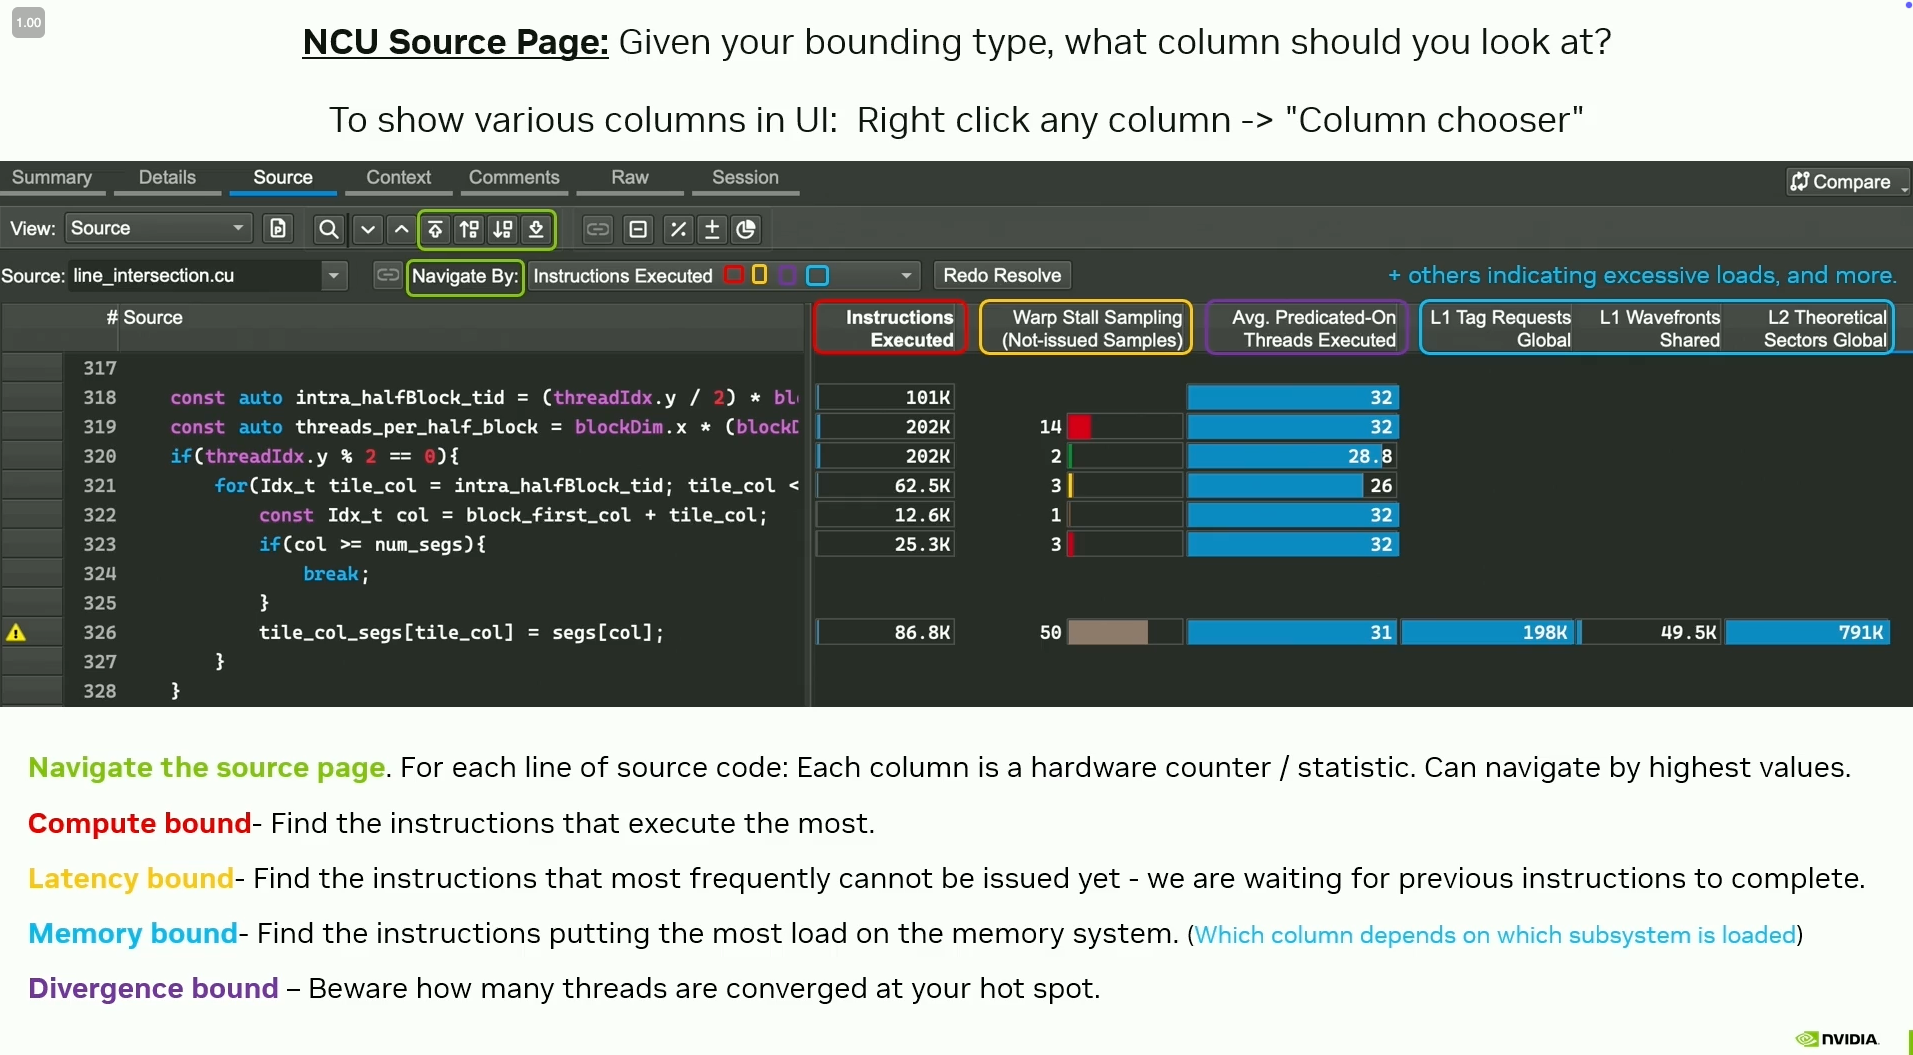 1.00
NCU Source Page: Given your bounding type, what column should you look at?
To show various columns in UI: Right click any column -> "Column chooser"
Summary Details Source Context Comments Raw Session Compare
View: Source
Source: line_intersection.cu Navigate By: Instructions Executed Redo Resolve + others indicating excessive loads, and more.
# Source Instructions Executed Warp Stall Sampling (Not-issued Samples) Avg. Predicated-On Threads Executed L1 Tag Requests Global L1 Wavefronts Shared L2 Theoretical Sectors Global
317
318 const auto intra_halfBlock_tid = (threadIdx.y / 2) * bl 101K 32
319 const auto threads_per_half_block = blockDim.x * (block 202K 14 32
320 if(threadIdx.y % 2 == 0){ 202K 2 28.8
321 for(Idx_t tile_col = intra_halfBlock_tid; tile_col < 62.5K 3 26
322 const Idx_t col = block_first_col + tile_col; 12.6K 1 32
323 if(col >= num_segs){ 25.3K 3 32
324 break;
325 }
326 tile_col_segs[tile_col] = segs[col]; 86.8K 50 31 198K 49.5K 791K
327 }
328 }
Navigate the source page. For each line of source code: Each column is a hardware counter / statistic. Can navigate by highest values.
Compute bound- Find the instructions that execute the most.
Latency bound- Find the instructions that most frequently cannot be issued yet - we are waiting for previous instructions to complete.
Memory bound- Find the instructions putting the most load on the memory system. (Which column depends on which subsystem is loaded)
Divergence bound – Beware how many threads are converged at your hot spot.
NVIDIA.